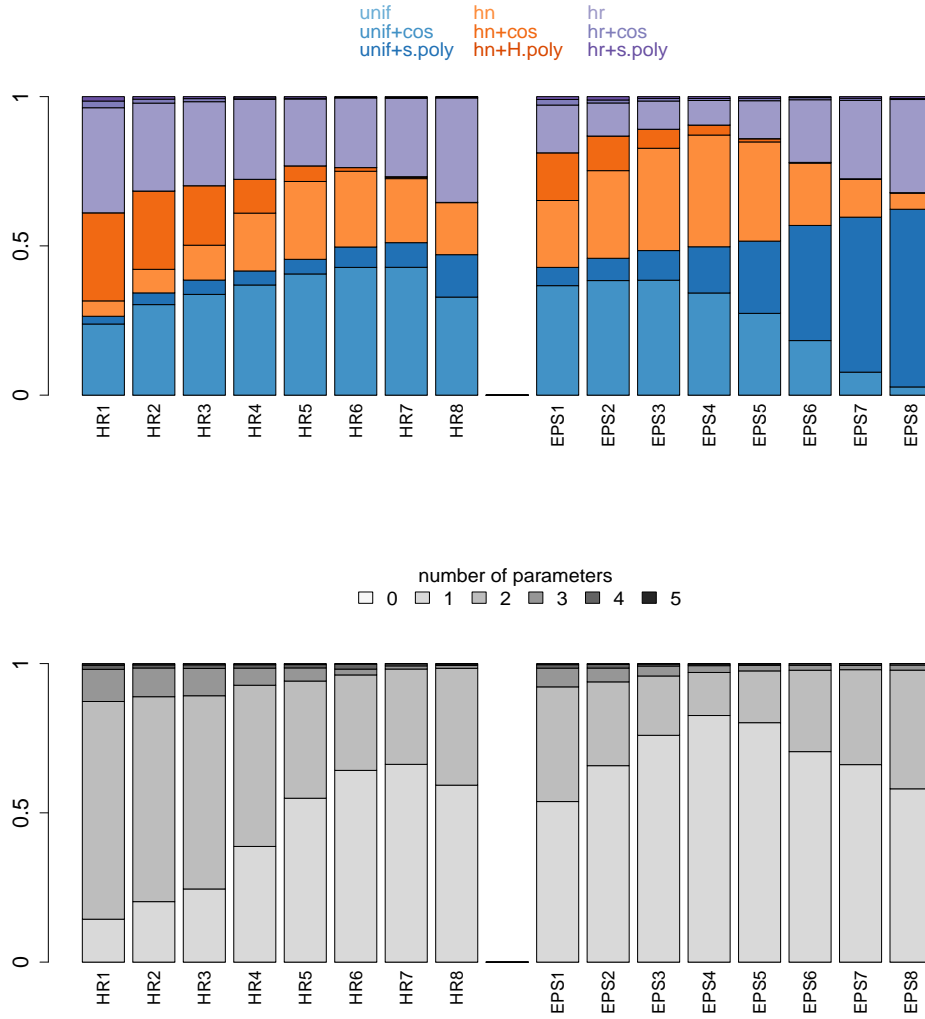 unif hn hr
unif+cos hn+cos hr+cos
unif+s.poly hn+H.poly hr+s.poly
1
0.5
0
HR1 HR2 HR3 HR4 HR5 HR6 HR7 HR8 EPS1 EPS2 EPS3 EPS4 EPS5 EPS6 EPS7 EPS8
number of parameters
0 1 2 3 4 5
1
0.5
0
HR1 HR2 HR3 HR4 HR5 HR6 HR7 HR8 EPS1 EPS2 EPS3 EPS4 EPS5 EPS6 EPS7 EPS8